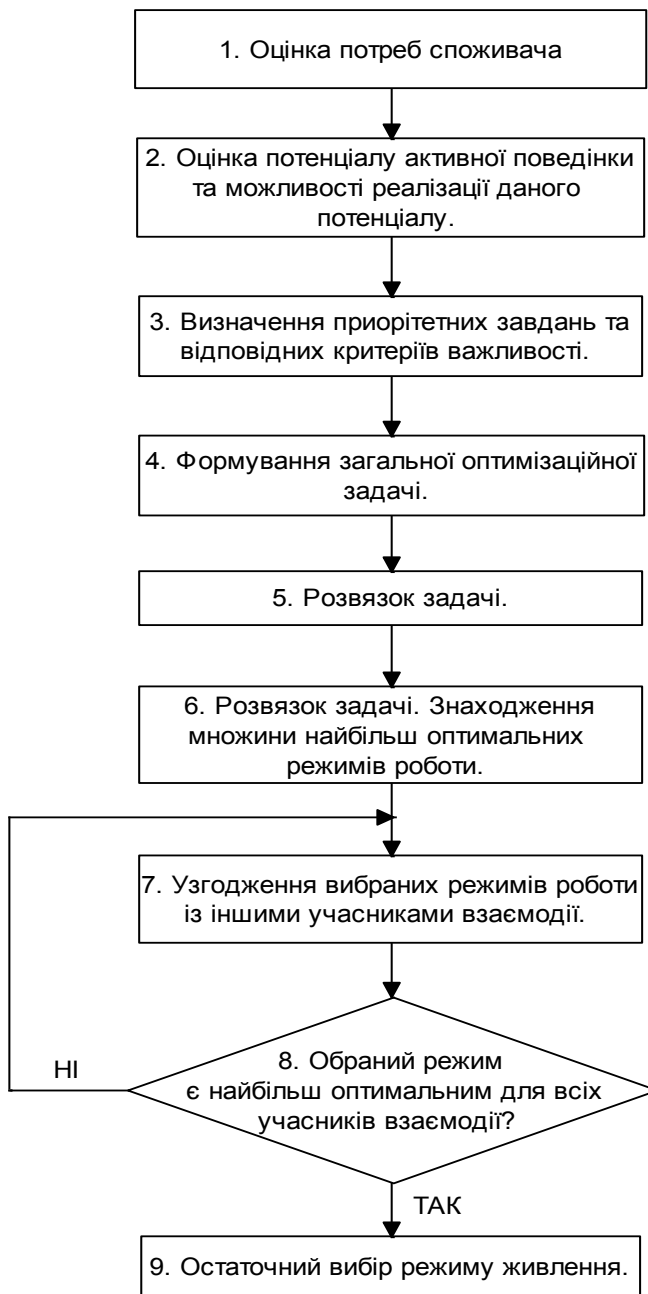 1. Оцінка потреб споживача
2. Оцінка потенціалу активної поведінки
та можливості реалізації даного
потенціалу.
3. Визначення приорітетних завдань та
відповідних критеріїв важливості.
4. Формування загальної оптимізаційної
задачі.
5. Розвязок задачі.
6. Розвязок задачі. Знаходження
множини найбільш оптимальних
режимів роботи.
7. Узгодження вибраних режимів роботи
із іншими учасниками взаємодії.
НІ
8. Обраний режим
є найбільш оптимальним для всіх
учасників взаємодії?
ТАК
9. Остаточний вибір режиму живлення.